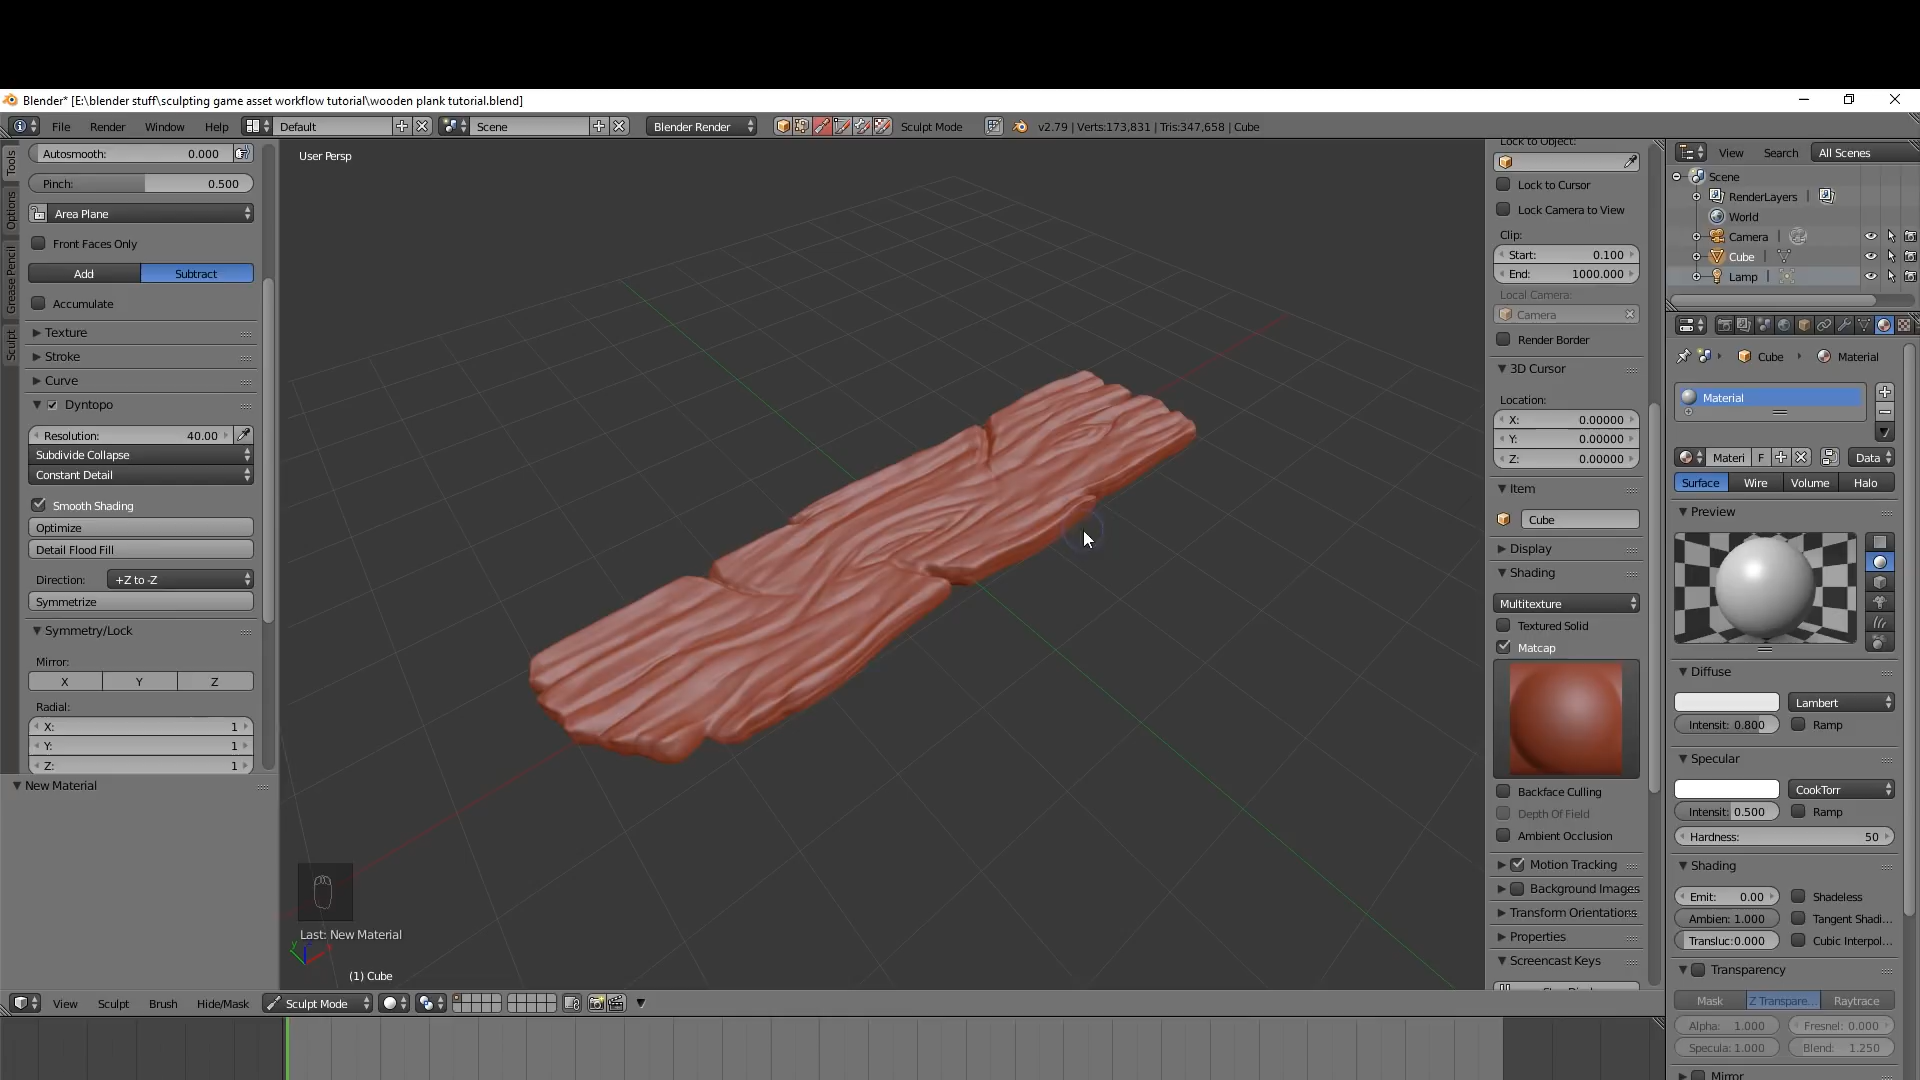 Blender* [E:\blender stuff\sculpting game asset workflow tutorial\wooden plank tutorial.blend]
File Render Window Help Default Scene Blender Render Sculpt Mode v2.79 | Verts:173,831 | Tris:347,658 | Cube
Tools
Options
Grease Pencil
Sculpt
Autosmooth: 0.000
Pinch: 0.500
Area Plane
Front Faces Only
Add Subtract
Accumulate
Texture
Stroke
Curve
Dyntopo
Resolution: 40.00
Subdivide Collapse
Constant Detail
Smooth Shading
Optimize
Detail Flood Fill
Direction: +Z to -Z
Symmetrize
Symmetry/Lock
Mirror:
X Y Z
Radial:
X: 1
Y: 1
Z: 1
New Material
User Persp
Last: New Material
(1) Cube
View Sculpt Brush Hide/Mask Sculpt Mode
Lock to Object:
Lock to Cursor
Lock Camera to View
Clip:
Start: 0.100
End: 1000.000
Local Camera:
Camera
Render Border
3D Cursor
Location:
X: 0.00000
Y: 0.00000
Z: 0.00000
Item
Cube
Display
Shading
Multitexture
Textured Solid
Matcap
Backface Culling
Depth Of Field
Ambient Occlusion
Motion Tracking
Background Images
Transform Orientations
Properties
Screencast Keys
View Search All Scenes
Scene
RenderLayers
World
Camera
Cube
Lamp
Cube Material
Material
Materi F Data
Surface Wire Volume Halo
Preview
Diffuse
Lambert
Intensit: 0.800 Ramp
Specular
CookTorr
Intensit: 0.500 Ramp
Hardness: 50
Shading
Emit: 0.00 Shadeless
Ambien: 1.000 Tangent Shadi...
Transluc:0.000 Cubic Interpol...
Transparency
Mask Z Transpare... Raytrace
Alpha: 1.000 Fresnel: 0.000
Specula: 1.000 Blend: 1.250
Mirror